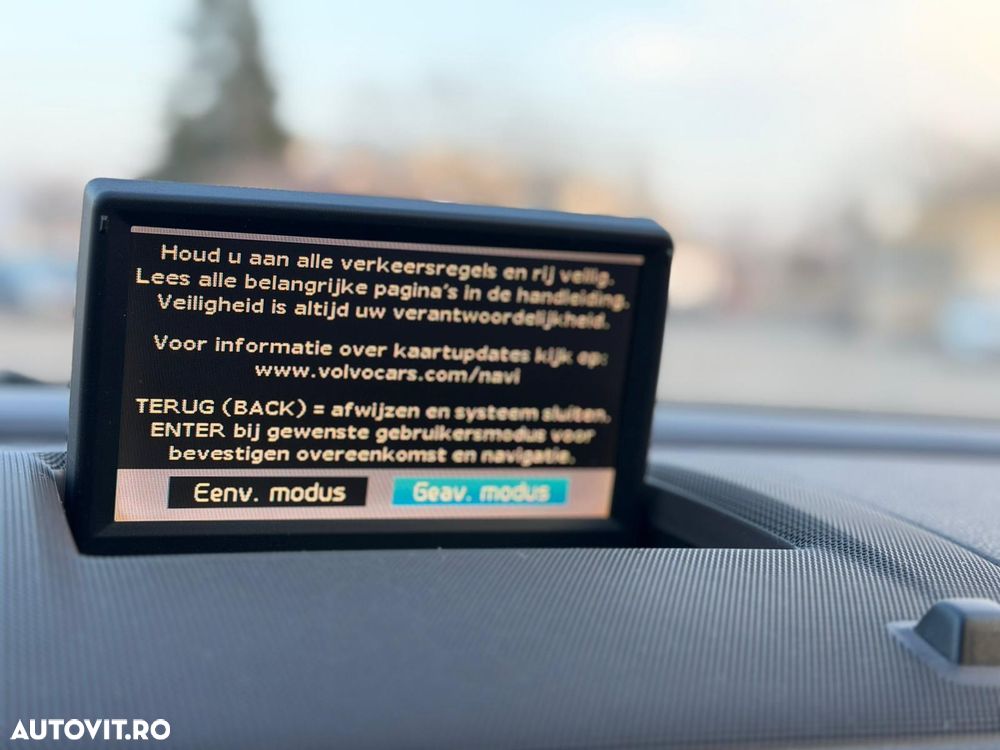 Houd u aan alle verkeersregels en rij veilig.
Lees alle belangrijke pagina's in de handleiding.
Veiligheid is altijd uw verantwoordelijkheid.
Voor informatie over kaartupdates kijk op:
www.volvocars.com/navi
TERUG (BACK) = afwijzen en systeem sluiten.
ENTER bij gewenste gebruikersmodus voor
bevestigen overeenkomst en navigatie.
Eenv. modus
Geav. modus
AUTOVIT.RO